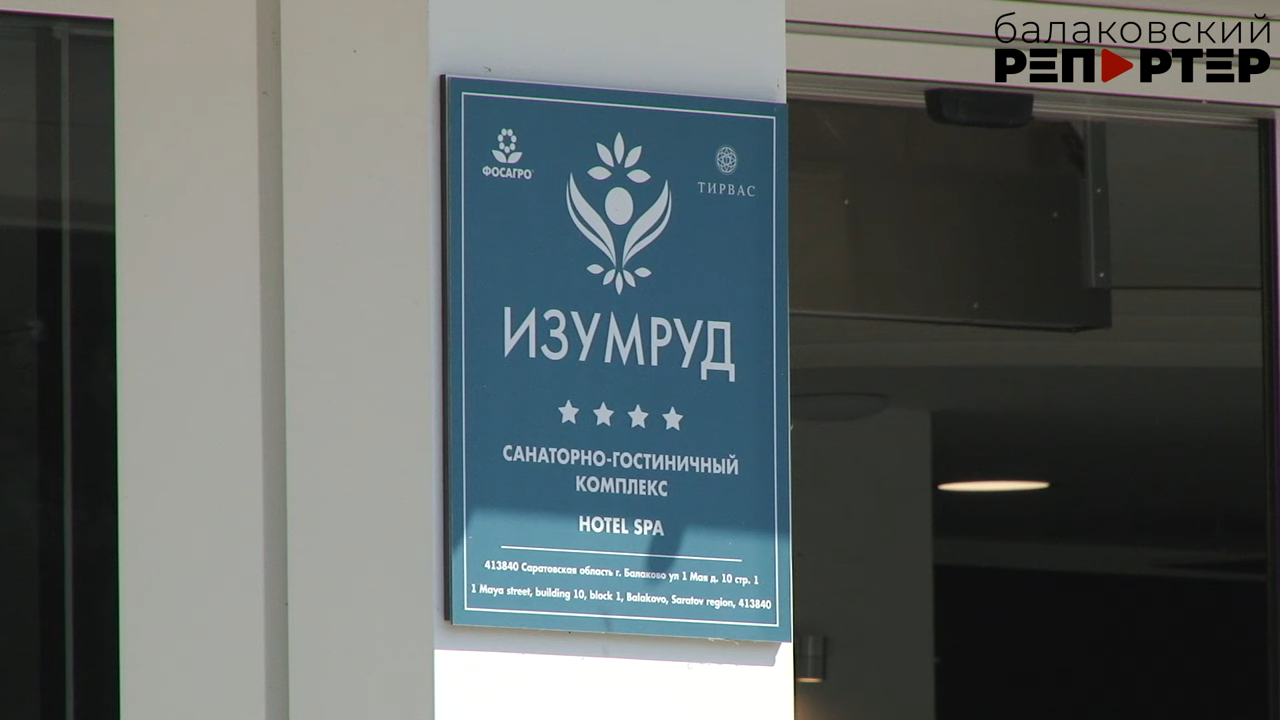 балаковский
РЕПОРТЕР
ФОСАГРО
ТИРВАС
ИЗУМРУД
САНАТОРНО-ГОСТИНИЧНЫЙ
КОМПЛЕКС
HOTEL SPA
413840 Саратовская область г. Балаково ул 1 Мая д. 10 стр. 1
1 Maya street, building 10, block 1, Balakovo, Saratov region, 413840